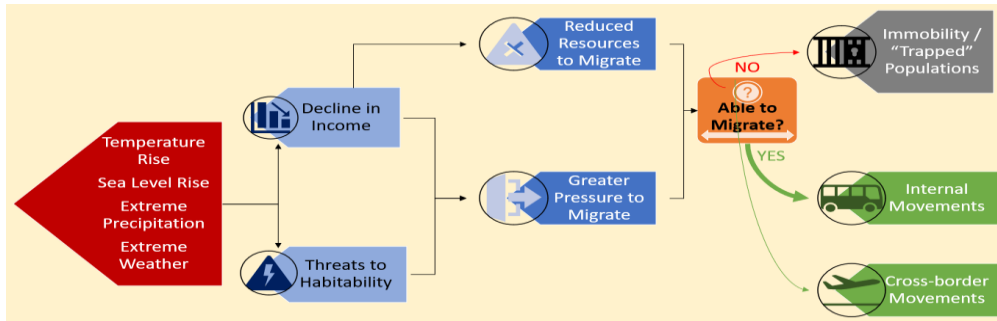 Temperature
Rise
Sea Level Rise
Extreme
Precipitation
Extreme
Weather
Decline in
Income
Threats to
Habitability
Reduced
Resources
to Migrate
Greater
Pressure to
Migrate
?
Able to
Migrate?
NO
YES
Immobility /
“Trapped”
Populations
Internal
Movements
Cross-border
Movements